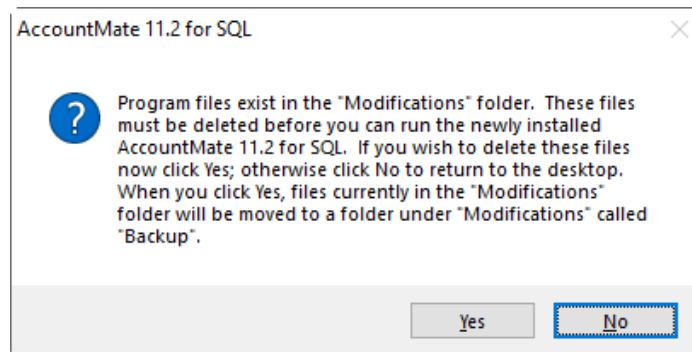 AccountMate 11.2 for SQL
Program files exist in the "Modifications" folder.  These files
must be deleted before you can run the newly installed
AccountMate 11.2 for SQL.  If you wish to delete these files
now click Yes; otherwise click No to return to the desktop.
When you click Yes, files currently in the "Modifications"
folder will be moved to a folder under "Modifications" called
"Backup".
Yes No